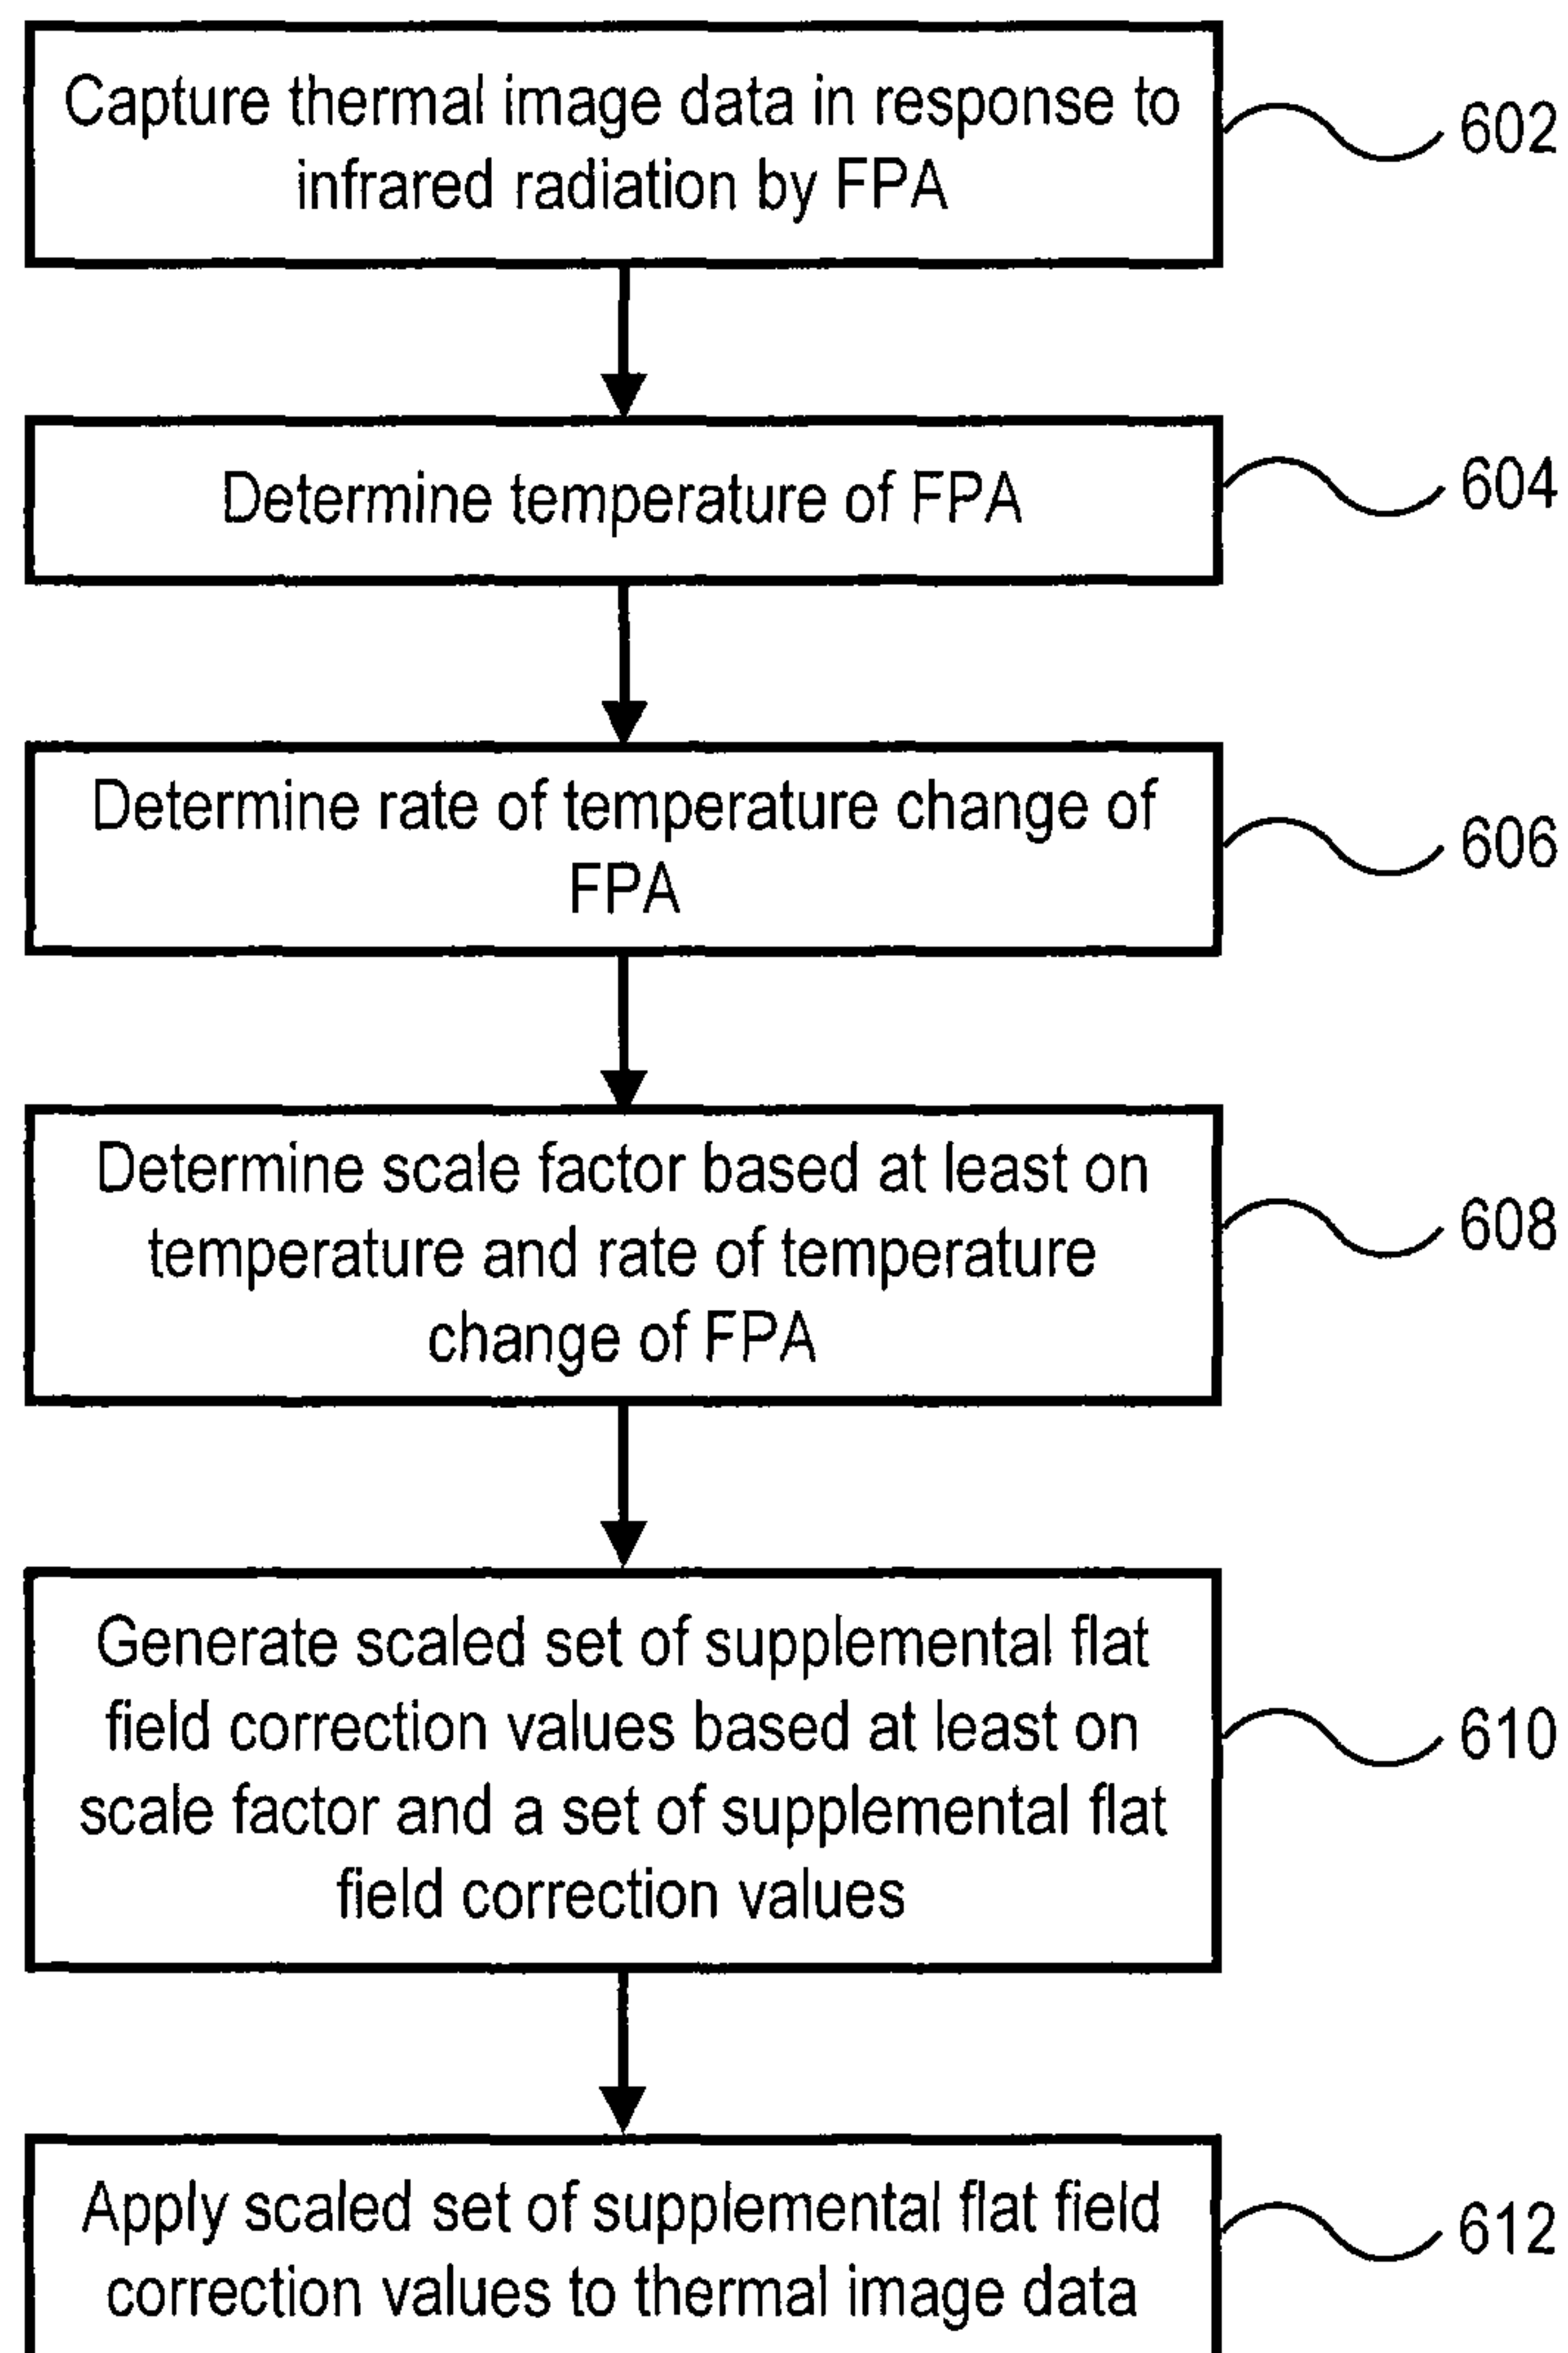 Capture thermal image data in response to
infrared radiation by FPA
602
Determine temperature of FPA
604
Determine rate of temperature change of
FPA
606
Determine scale factor based at least on
temperature and rate of temperature
change of FPA
608
Generate scaled set of supplemental flat
field correction values based at least on
scale factor and a set of supplemental flat
field correction values
610
Apply scaled set of supplemental flat field
correction values to thermal image data
612